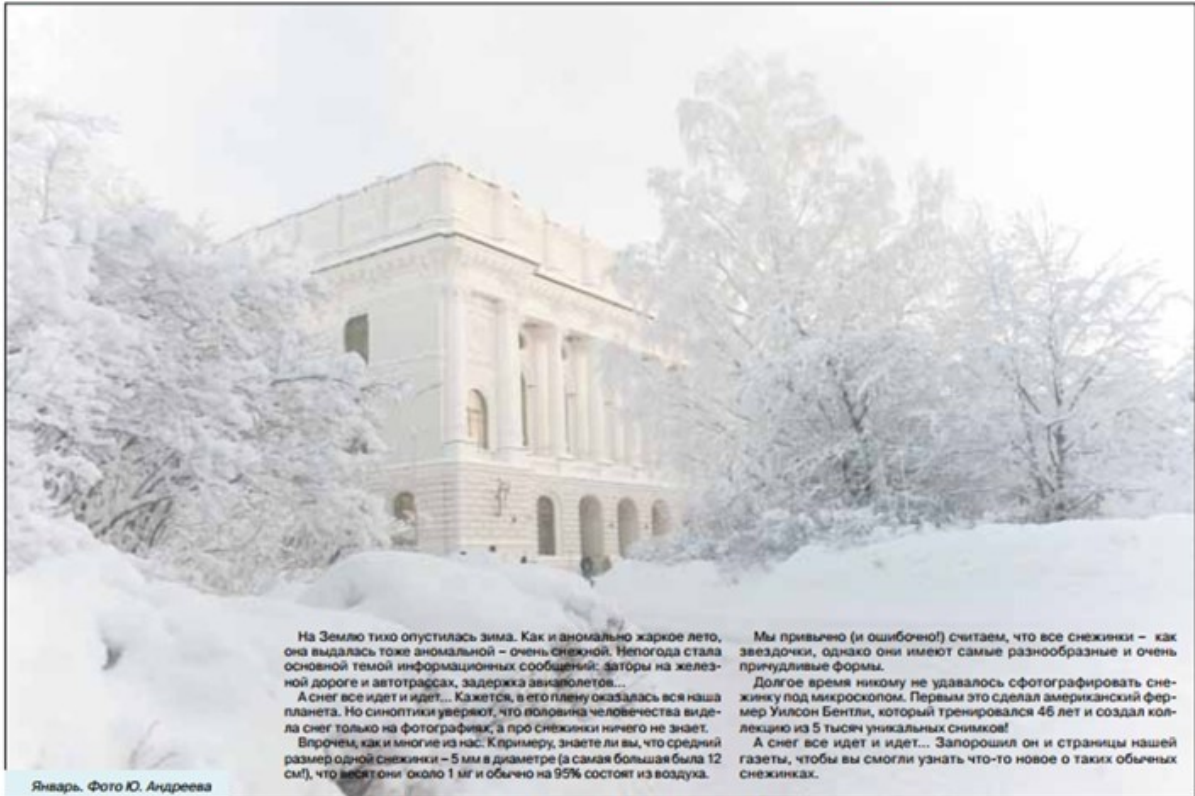 На Землю тихо опустилась зима. Как и аномально жаркое лето,
она выдалась тоже аномальной – очень снежной. Непогода стала
основной темой информационных сообщений: заторы на желез-
ной дороге и автотрассах, задержка авиаполетов...
А снег все идет и идет... Кажется, в его плену оказалась вся наша
планета. Но синоптики уверяют, что половина человечества виде-
ла снег только на фотографиях, а про снежинки ничего не знает.
Впрочем, как и многие из нас. К примеру, знаете ли вы, что средний
размер одной снежинки – 5 мм в диаметре (а самая большая была 12
см!), что весят они около 1 мг и обычно на 95% состоят из воздуха.
Мы привычно (и ошибочно!) считаем, что все снежинки – как
звездочки, однако они имеют самые разнообразные и очень
причудливые формы.
Долгое время никому не удавалось сфотографировать сне-
жинку под микроскопом. Первым это сделал американский фер-
мер Уилсон Бентли, который тренировался 46 лет и создал кол-
лекцию из 5 тысяч уникальных снимков!
А снег все идет и идет... Запорошил он и страницы нашей
газеты, чтобы вы смогли узнать что-то новое о таких обычных
снежинках.
Январь. Фото Ю. Андреева